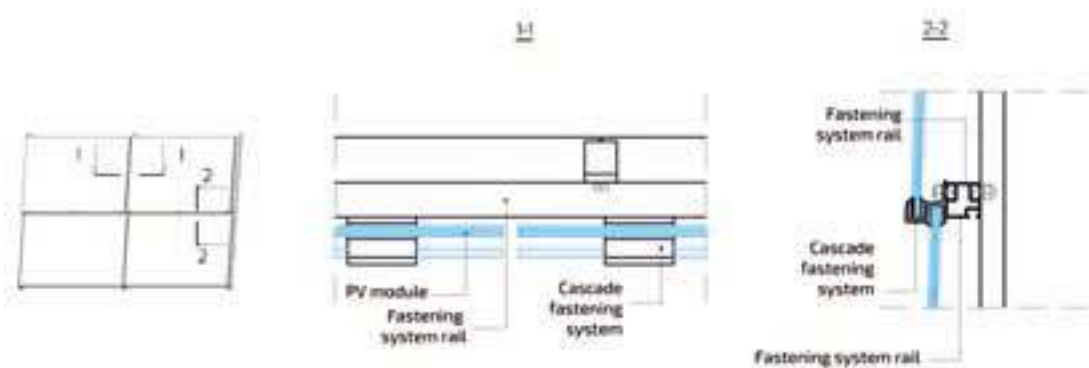 1-1
2-2
1
1
2
2
PV module
Fastening
system rail
Cascade
fastening
system
Fastening
system rail
Cascade
fastening
system
Fastening system rail